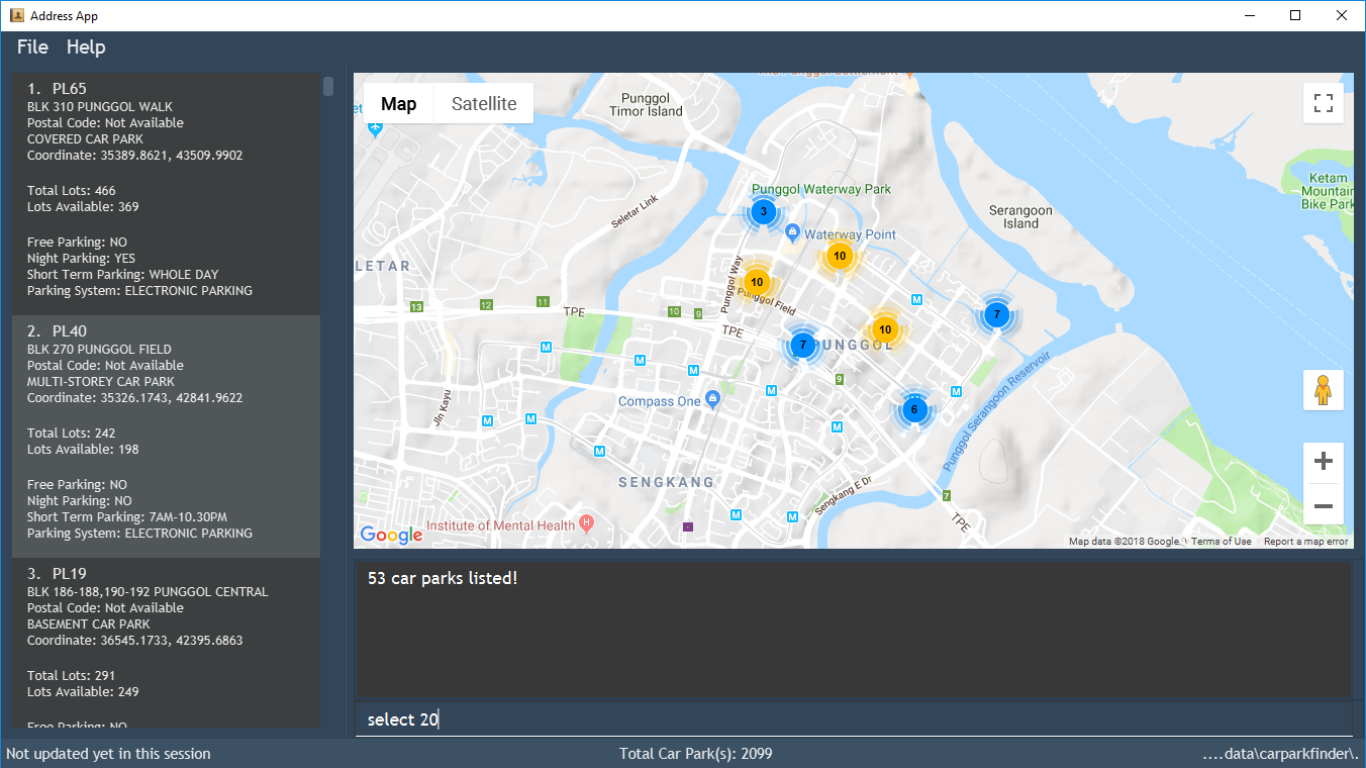 Address App
File Help
1. PL65
BLK 310 PUNGGOL WALK
Postal Code: Not Available
COVERED CAR PARK
Coordinate: 35389.8621, 43509.9902
Total Lots: 466
Lots Available: 369
Free Parking: NO
Night Parking: YES
Short Term Parking: WHOLE DAY
Parking System: ELECTRONIC PARKING
2. PL40
BLK 270 PUNGGOL FIELD
Postal Code: Not Available
MULTI-STOREY CAR PARK
Coordinate: 35326.1743, 42841.9622
Total Lots: 242
Lots Available: 198
Free Parking: NO
Night Parking: NO
Short Term Parking: 7AM-10.30PM
Parking System: ELECTRONIC PARKING
3. PL19
BLK 186-188,190-192 PUNGGOL CENTRAL
Postal Code: Not Available
BASEMENT CAR PARK
Coordinate: 36545.1733, 42395.6863
Total Lots: 291
Lots Available: 249
Free Parking: NO
Map Satellite
Punggol
Timor Island
Ketam
Mountain
Bike Park
Punggol Waterway Park
3
Seletar Link
Serangoon
Island
Waterway Point
10
LETAR
10
Punggol Way
Punggol Field
13
12
11
TPE
10
9
TPE
M
7
10
7
PUNGGOL
M
M
M
9
M
M
Compass One
6
Jln Kayu
M
M
M
Punggol Serangoon Reservoir
M
SENGKANG
Sengkang E Dr
7
TPE
M
M
Institute of Mental Health
H
Google
Map data ©2018 Google
Terms of Use
Report a map error
53 car parks listed!
select 20
Not updated yet in this session
Total Car Park(s): 2099
....data\carparkfinder\.